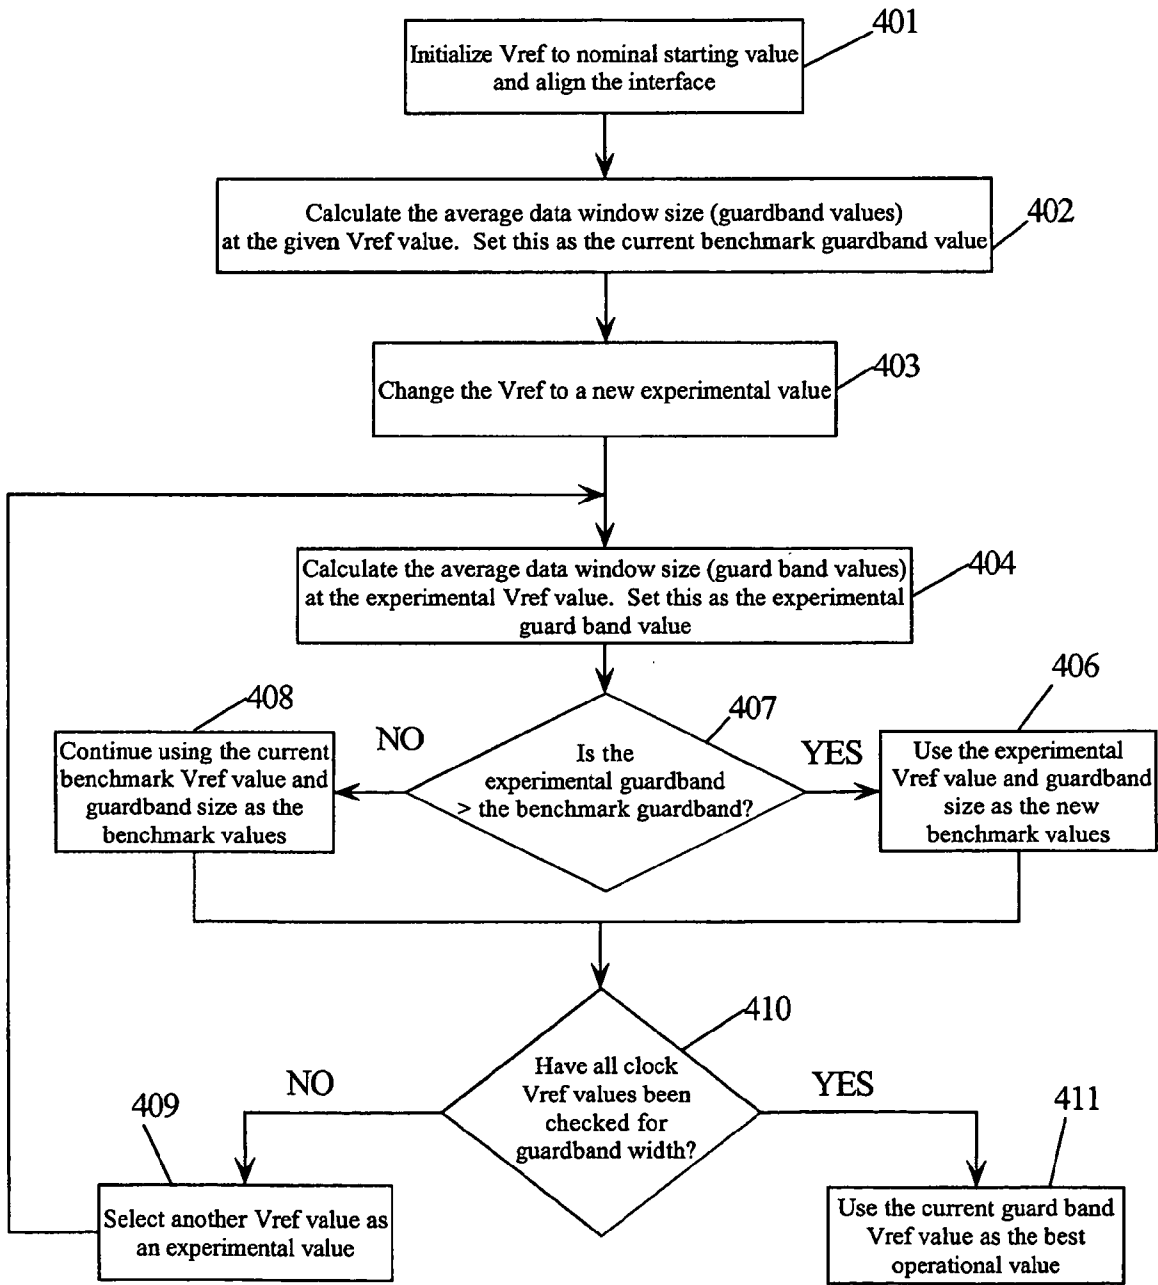 401
Initialize Vref to nominal starting value
and align the interface
402
Calculate the average data window size (guardband values)
at the given Vref value. Set this as the current benchmark guardband value
403
Change the Vref to a new experimental value
404
Calculate the average data window size (guard band values)
at the experimental Vref value. Set this as the experimental
guard band value
408
NO
407
YES
406
Continue using the current
benchmark Vref value and
guardband size as the
benchmark values
Is the
experimental guardband
> the benchmark guardband?
Use the experimental
Vref value and guardband
size as the new
benchmark values
410
Have all clock
Vref values been
checked for
guardband width?
NO
YES
409
411
Select another Vref value as
an experimental value
Use the current guard band
Vref value as the best
operational value